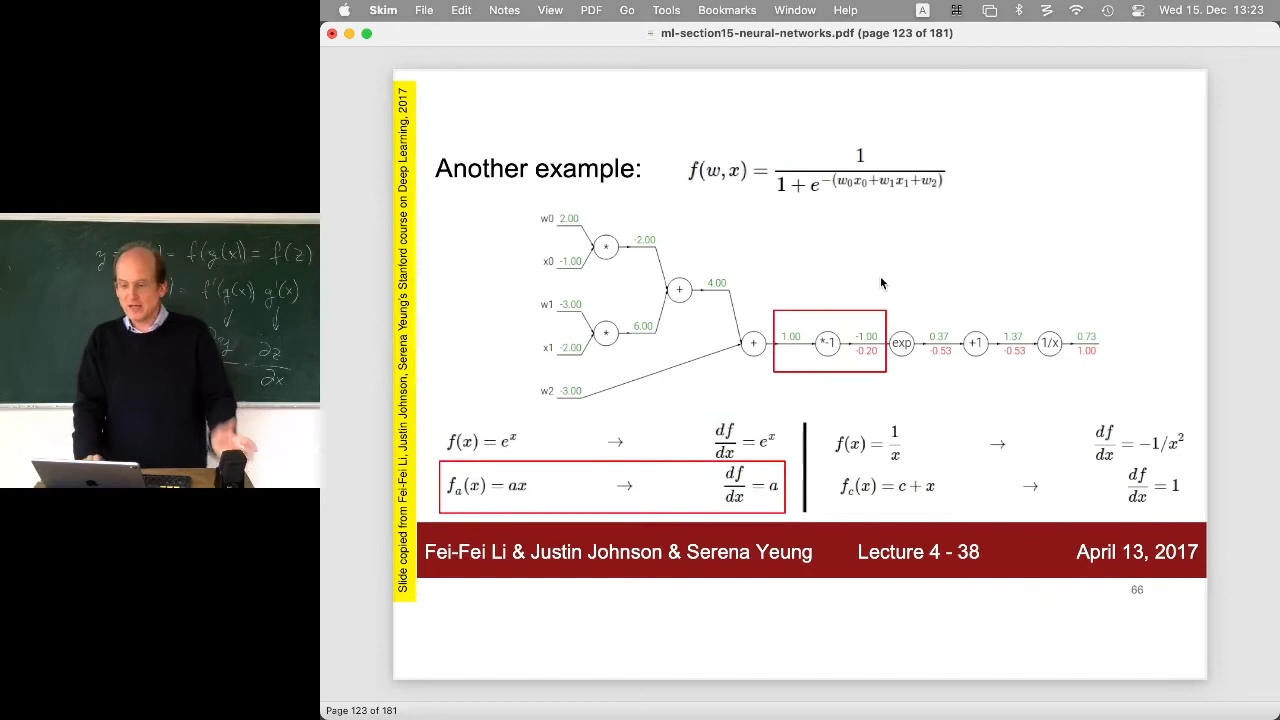 Skim File Edit Notes View PDF Go Tools Bookmarks Window Help A Wed 15. Dec 13:23
ml-section15-neural-networks.pdf (page 123 of 181)
Slide copied from Fei-Fei Li, Justin Johnson, Serena Yeung's Stanford course on Deep Learning, 2017
Another example: f(w, x) = 1 / (1 + e^−(w₀x₀+w₁x₁+w₂))
w0 2.00
-2.00
x0 -1.00
*
+
4.00
w1 -3.00
6.00
x1 -2.00
*
+ 1.00 *-1 -1.00 exp 0.37 +1 1.37 1/x 0.73
-0.20 -0.53 -0.53 1.00
w2 -3.00
f(x) = eˣ → df/dx = eˣ
fₐ(x) = ax → df/dx = a
f(x) = 1/x → df/dx = −1/x²
f꜀(x) = c + x → df/dx = 1
Fei-Fei Li & Justin Johnson & Serena Yeung Lecture 4 - 38 April 13, 2017
66
Page 123 of 181
= f(g(x)) = f(z)
= f'(g(x)) g'(x)
∂z
∂x